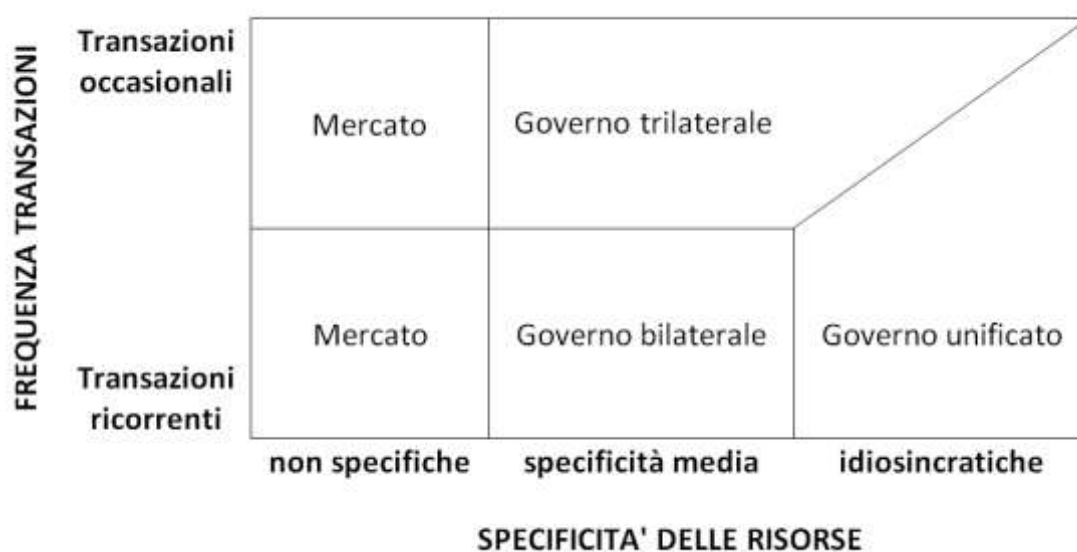 FREQUENZA TRANSAZIONI
Transazioni
occasionali
Mercato
Governo trilaterale
Mercato
Governo bilaterale
Governo unificato
Transazioni
ricorrenti
non specifiche
specificità media
idiosincratiche
SPECIFICITA' DELLE RISORSE